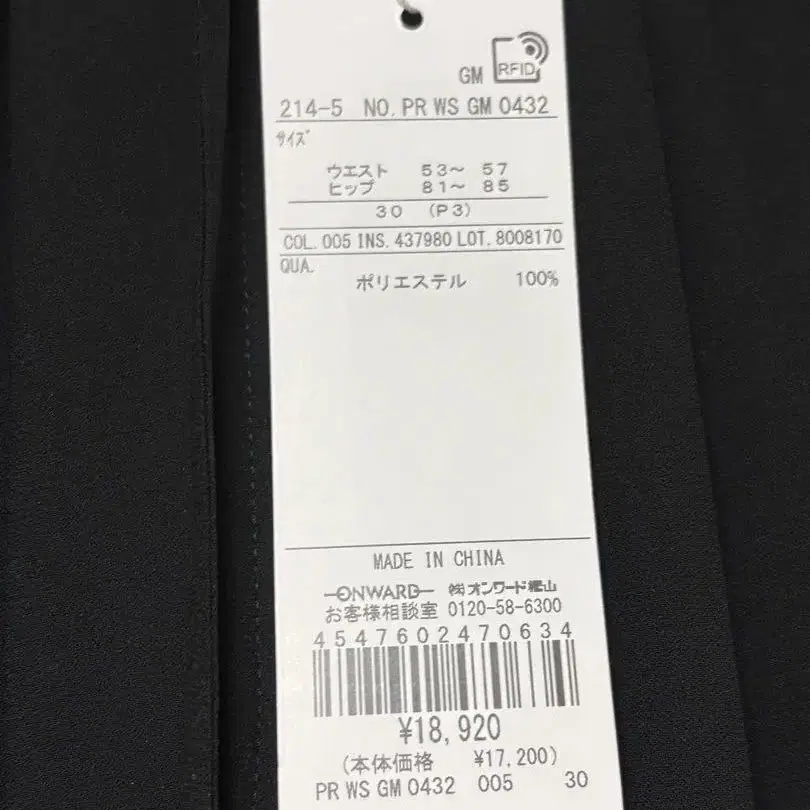 GM RFID
214-5 NO. PR WS GM 0432
ｻｲｽﾞ
ウエスト 53～ 57
ヒップ 81～ 85
30 (P3)
COL. 005 INS. 437980 LOT. 8008170
QUA.
ポリエステル 100%
MADE IN CHINA
ONWARD ㈱オンワード樫山
お客様相談室 0120-58-6300
4547602470634
¥18,920
(本体価格 ¥17,200)
PR WS GM 0432 005 30